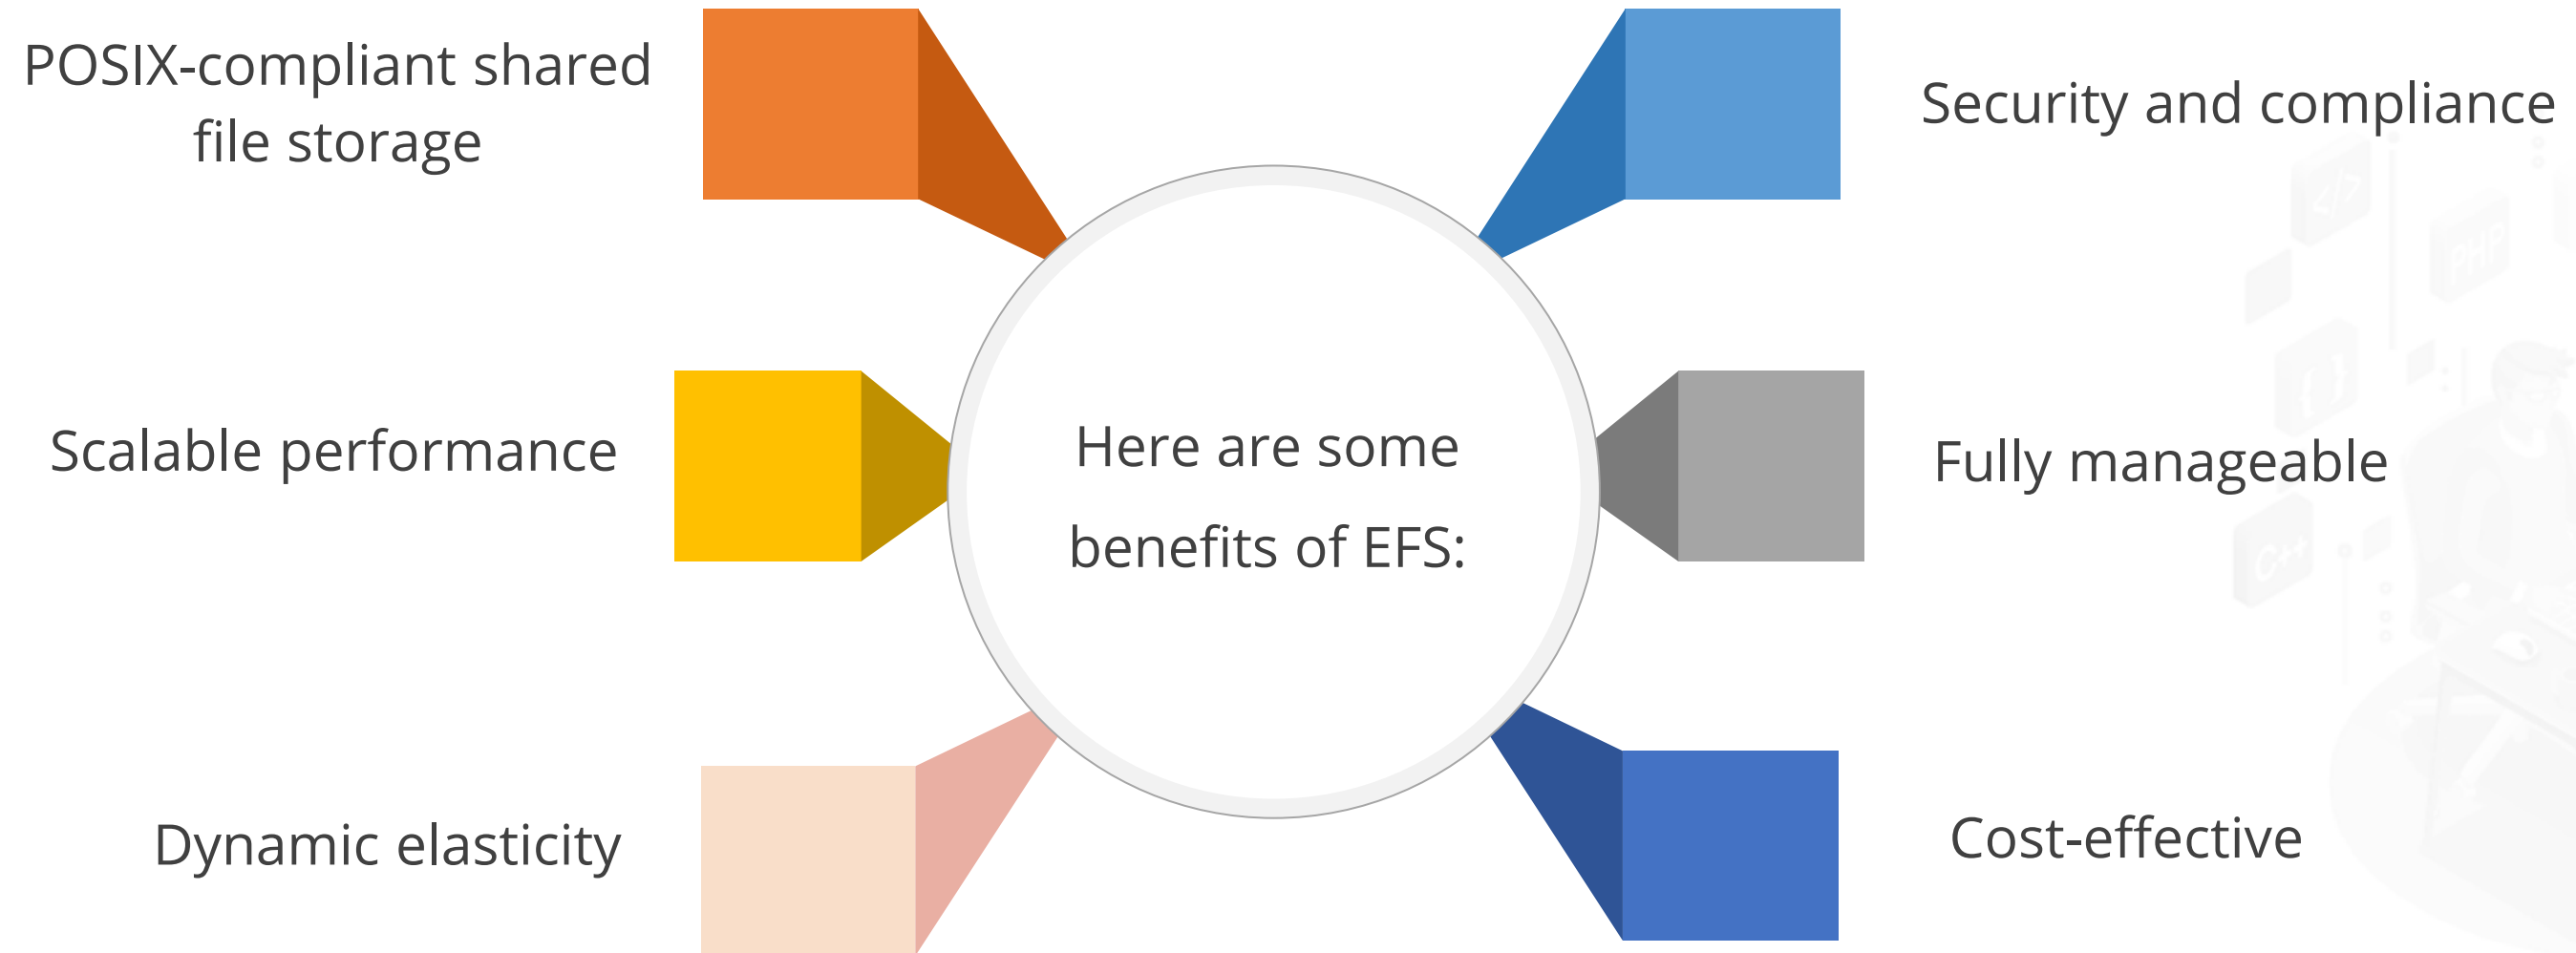 POSIX-compliant shared
file storage
Security and compliance
Scalable performance
Here are some
benefits of EFS:
Fully manageable
Dynamic elasticity
Cost-effective
</>
PHP
{ }
C++